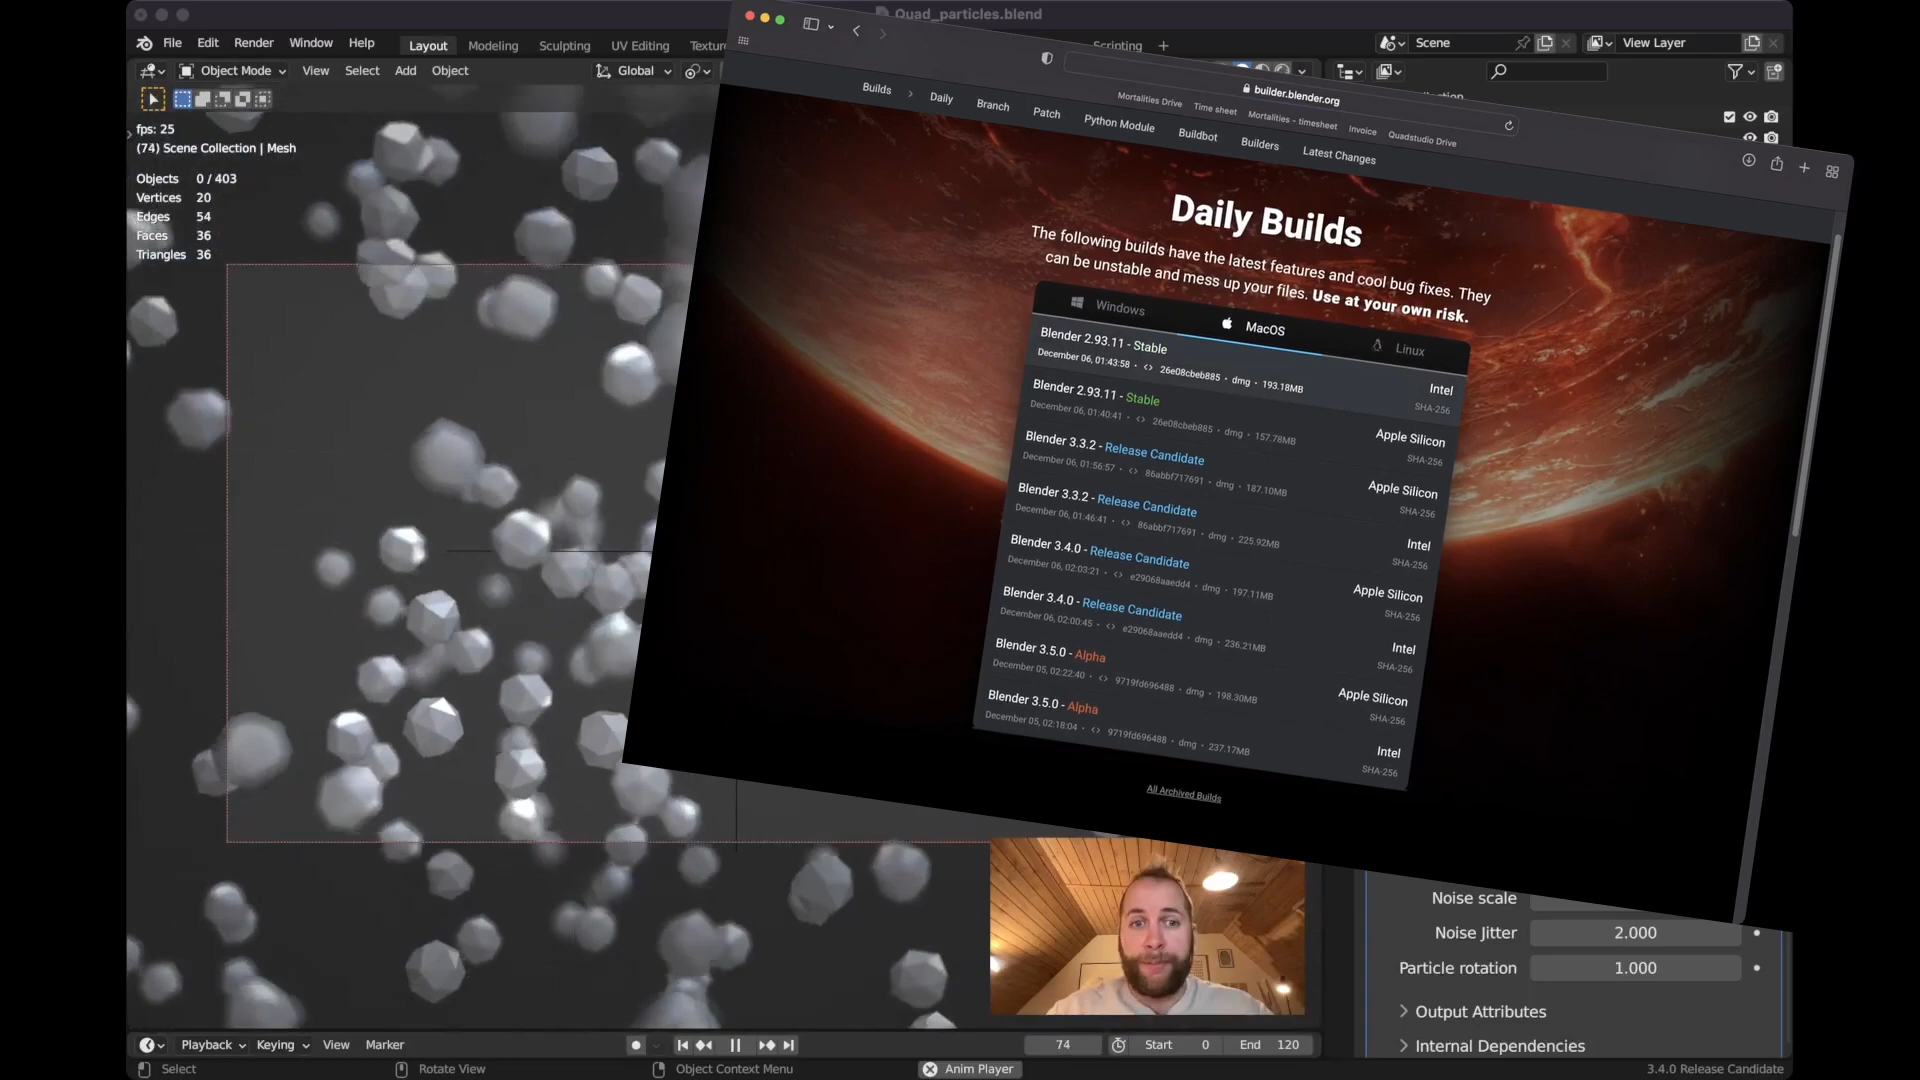 Quad_particles.blend
File Edit Render Window Help
Layout Modeling Sculpting UV Editing
Scripting +
Scene
View Layer
Object Mode View Select Add Object
Global
fps: 25
(74) Scene Collection | Mesh
Objects 0 / 403
Vertices 20
Edges 54
Faces 36
Triangles 36
builder.blender.org
Mortalities Drive Time sheet Mortalities - timesheet Invoice Quadstudio Drive
Builds > Daily Branch Patch Python Module Buildbot Builders Latest Changes
Daily Builds
The following builds have the latest features and cool bug fixes. They
can be unstable and mess up your files. Use at your own risk.
Windows MacOS Linux
Blender 2.93.11 - Stable Intel
December 06, 01:43:58 • <> 26e08cbeb885 • dmg • 193.18MB SHA-256
Blender 2.93.11 - Stable Apple Silicon
December 06, 01:40:41 • <> 26e08cbeb885 • dmg • 157.78MB SHA-256
Blender 3.3.2 - Release Candidate Apple Silicon
December 06, 01:56:57 • <> 86abbf717691 • dmg • 187.10MB SHA-256
Blender 3.3.2 - Release Candidate Intel
December 06, 01:46:41 • <> 86abbf717691 • dmg • 225.92MB SHA-256
Blender 3.4.0 - Release Candidate Apple Silicon
December 06, 02:03:21 • <> e29068aaedd4 • dmg • 197.11MB SHA-256
Blender 3.4.0 - Release Candidate Intel
December 06, 02:00:45 • <> e29068aaedd4 • dmg • 236.21MB SHA-256
Blender 3.5.0 - Alpha Apple Silicon
December 05, 02:22:40 • <> 9719fd696488 • dmg • 198.30MB SHA-256
Blender 3.5.0 - Alpha Intel
December 05, 02:18:04 • <> 9719fd696488 • dmg • 237.17MB SHA-256
All Archived Builds
Noise scale
Noise Jitter 2.000
Particle rotation 1.000
> Output Attributes
> Internal Dependencies
Playback Keying View Marker
74 Start 0 End 120
Select Rotate View Object Context Menu Anim Player 3.4.0 Release Candidate